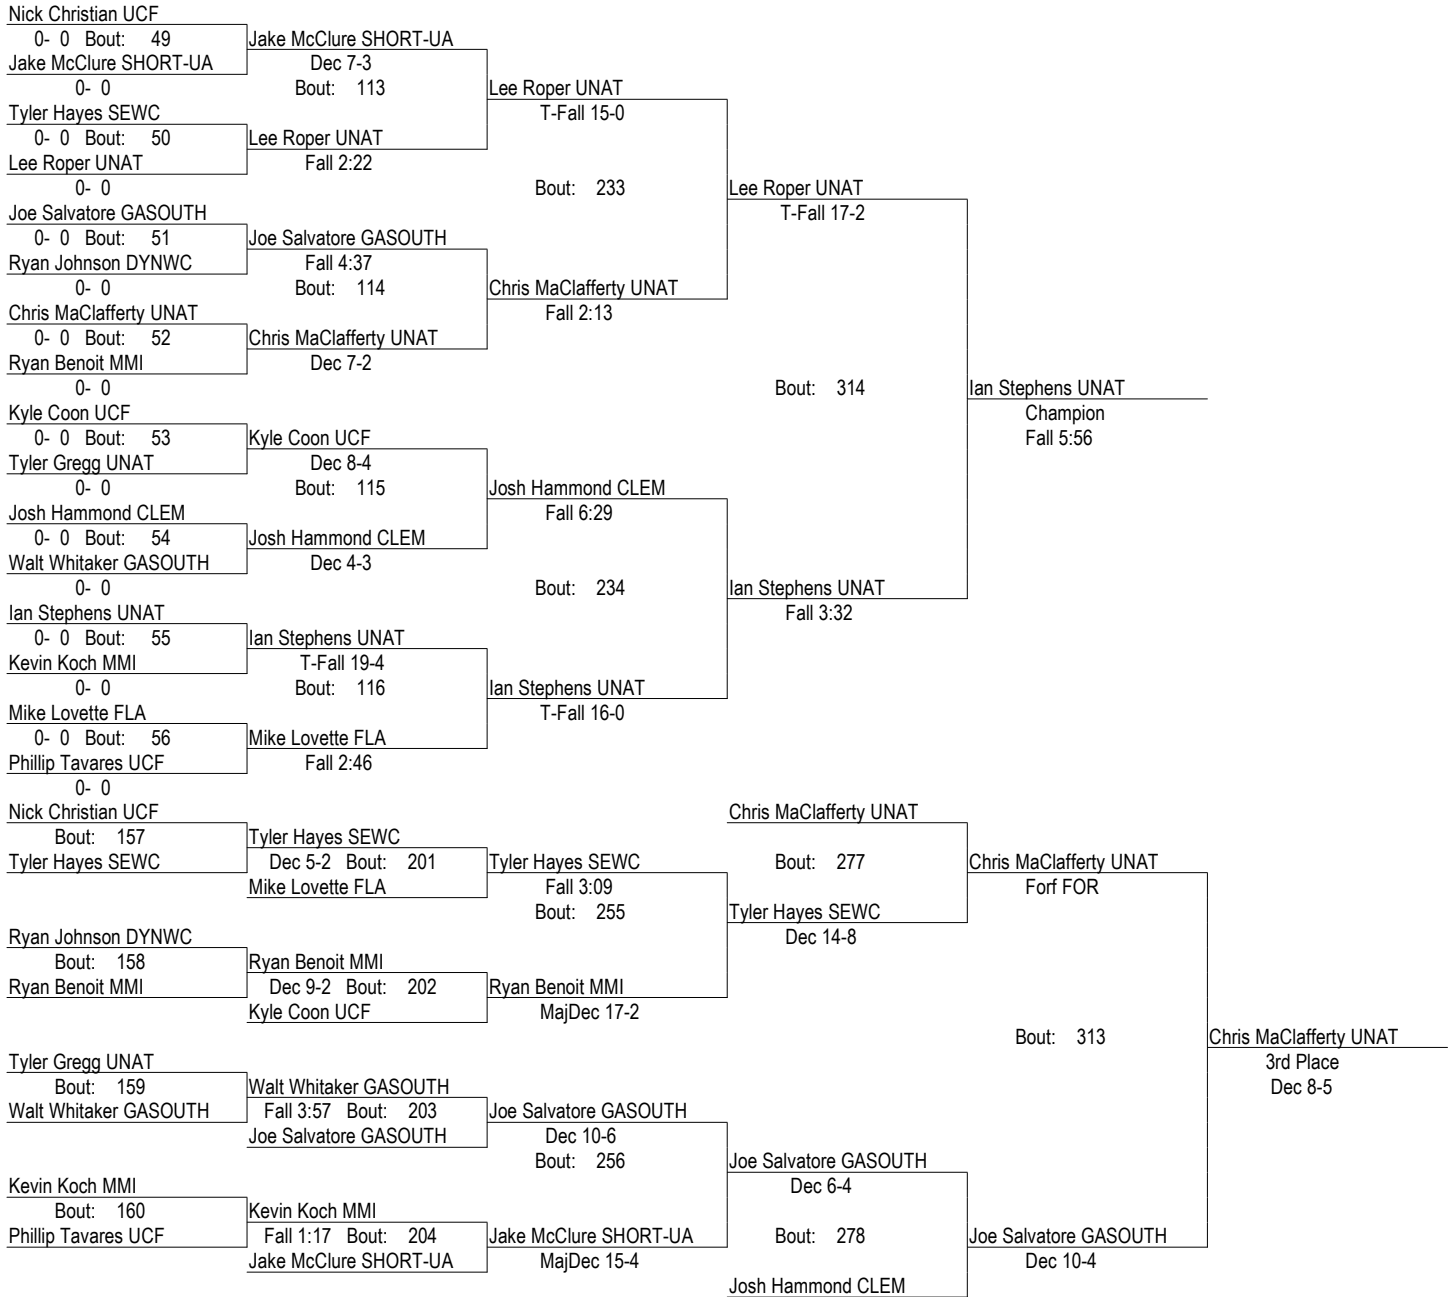 Nick Christian UCF
0- 0 Bout: 49 Jake McClure SHORT-UA
Jake McClure SHORT-UA Dec 7-3
0- 0 Bout: 113 Lee Roper UNAT
Tyler Hayes SEWC T-Fall 15-0
0- 0 Bout: 50 Lee Roper UNAT
Lee Roper UNAT Fall 2:22
0- 0 Bout: 233 Lee Roper UNAT
Joe Salvatore GASOUTH T-Fall 17-2
0- 0 Bout: 51 Joe Salvatore GASOUTH
Ryan Johnson DYNWC Fall 4:37
0- 0 Bout: 114 Chris MaClafferty UNAT
Chris MaClafferty UNAT Fall 2:13
0- 0 Bout: 52 Chris MaClafferty UNAT
Ryan Benoit MMI Dec 7-2
0- 0 Bout: 314 Ian Stephens UNAT
Kyle Coon UCF Champion
0- 0 Bout: 53 Kyle Coon UCF Fall 5:56
Tyler Gregg UNAT Dec 8-4
0- 0 Bout: 115 Josh Hammond CLEM
Josh Hammond CLEM Fall 6:29
0- 0 Bout: 54 Josh Hammond CLEM
Walt Whitaker GASOUTH Dec 4-3
0- 0 Bout: 234 Ian Stephens UNAT
Ian Stephens UNAT Fall 3:32
0- 0 Bout: 55 Ian Stephens UNAT
Kevin Koch MMI T-Fall 19-4
0- 0 Bout: 116 Ian Stephens UNAT
Mike Lovette FLA T-Fall 16-0
0- 0 Bout: 56 Mike Lovette FLA
Phillip Tavares UCF Fall 2:46
0- 0
Nick Christian UCF Chris MaClafferty UNAT
Bout: 157 Tyler Hayes SEWC
Tyler Hayes SEWC Dec 5-2 Bout: 201 Tyler Hayes SEWC Bout: 277 Chris MaClafferty UNAT
Mike Lovette FLA Fall 3:09 Forf FOR
Bout: 255 Tyler Hayes SEWC
Ryan Johnson DYNWC Dec 14-8
Bout: 158 Ryan Benoit MMI
Ryan Benoit MMI Dec 9-2 Bout: 202 Ryan Benoit MMI
Kyle Coon UCF MajDec 17-2
Bout: 313 Chris MaClafferty UNAT
Tyler Gregg UNAT 3rd Place
Bout: 159 Walt Whitaker GASOUTH Dec 8-5
Walt Whitaker GASOUTH Fall 3:57 Bout: 203 Joe Salvatore GASOUTH
Joe Salvatore GASOUTH Dec 10-6
Bout: 256 Joe Salvatore GASOUTH
Kevin Koch MMI Dec 6-4
Bout: 160 Kevin Koch MMI
Phillip Tavares UCF Fall 1:17 Bout: 204 Jake McClure SHORT-UA Bout: 278 Joe Salvatore GASOUTH
Jake McClure SHORT-UA MajDec 15-4 Dec 10-4
Josh Hammond CLEM